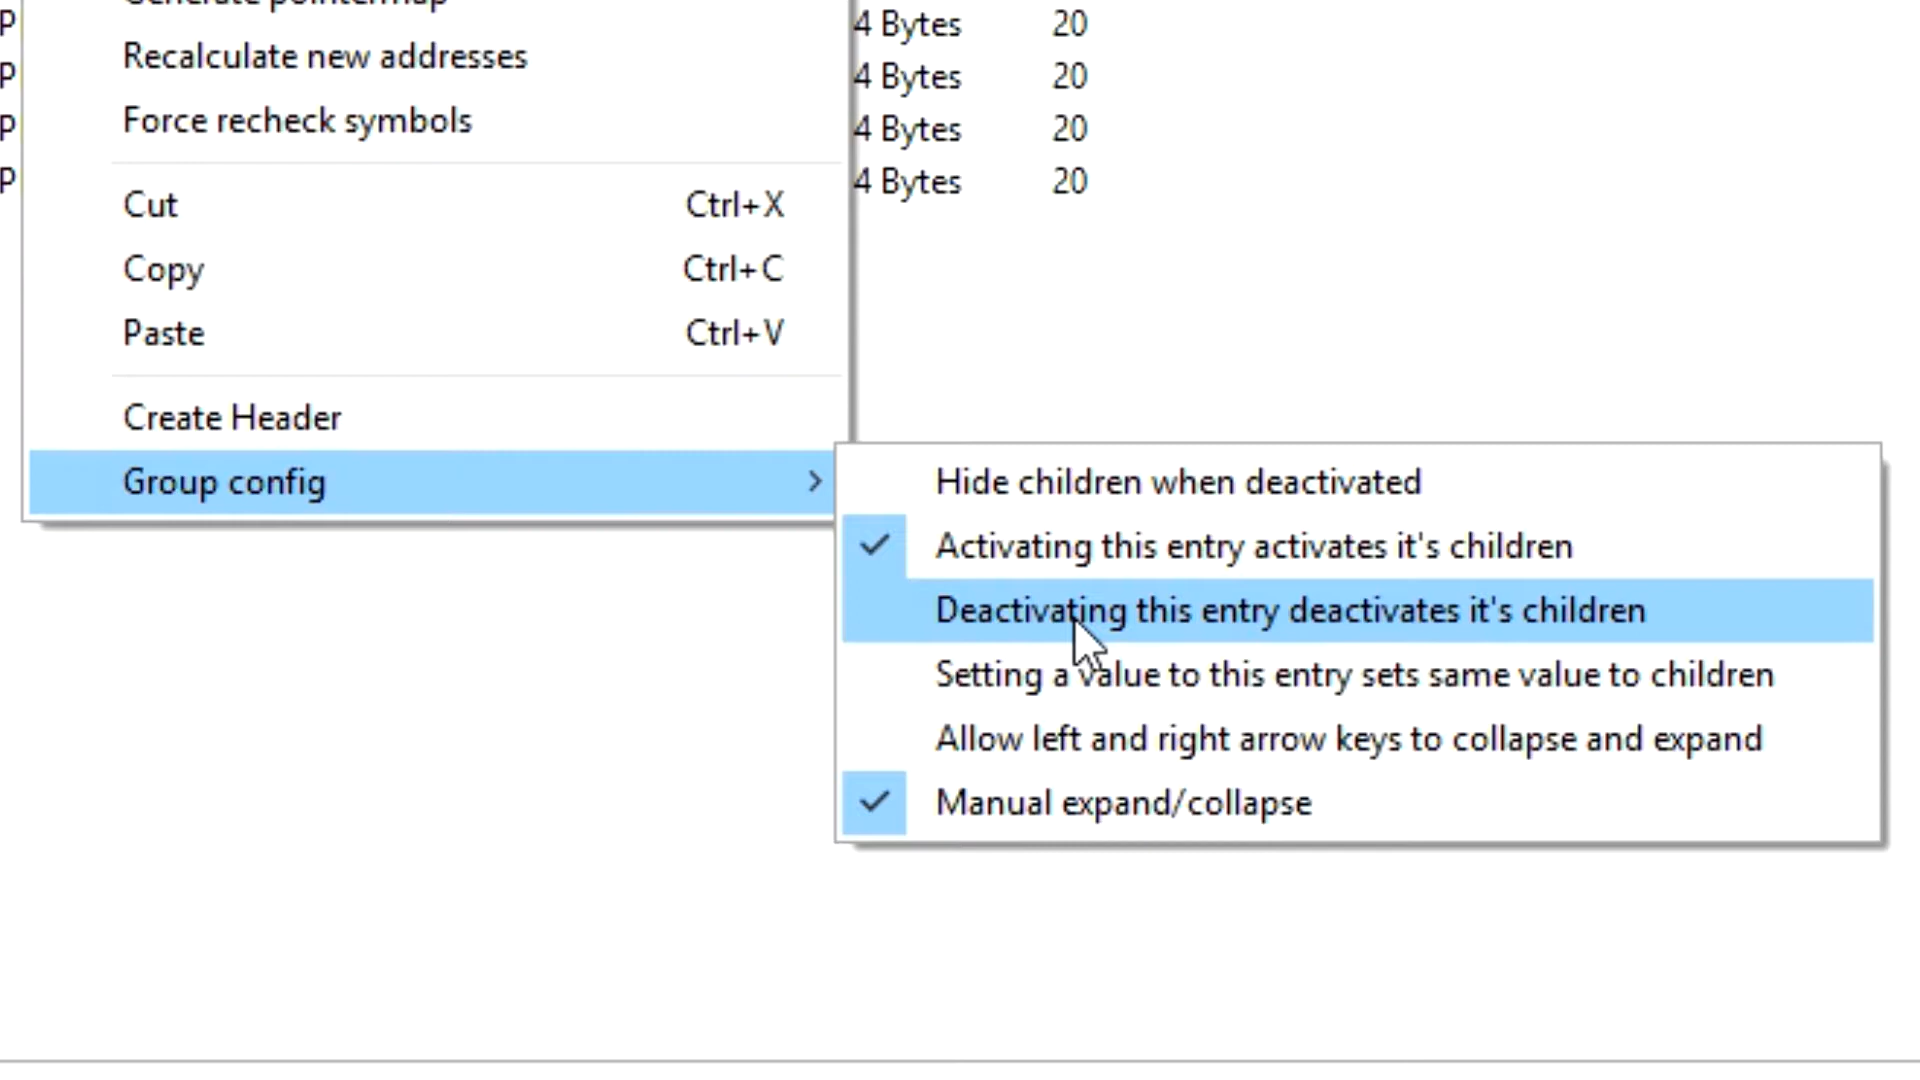 Generate pointermap
P 4 Bytes 20
Recalculate new addresses
P 4 Bytes 20
Force recheck symbols
P 4 Bytes 20
P 4 Bytes 20
Cut Ctrl+X
Copy Ctrl+C
Paste Ctrl+V
Create Header
Group config
Hide children when deactivated
Activating this entry activates it's children
Deactivating this entry deactivates it's children
Setting a value to this entry sets same value to children
Allow left and right arrow keys to collapse and expand
Manual expand/collapse